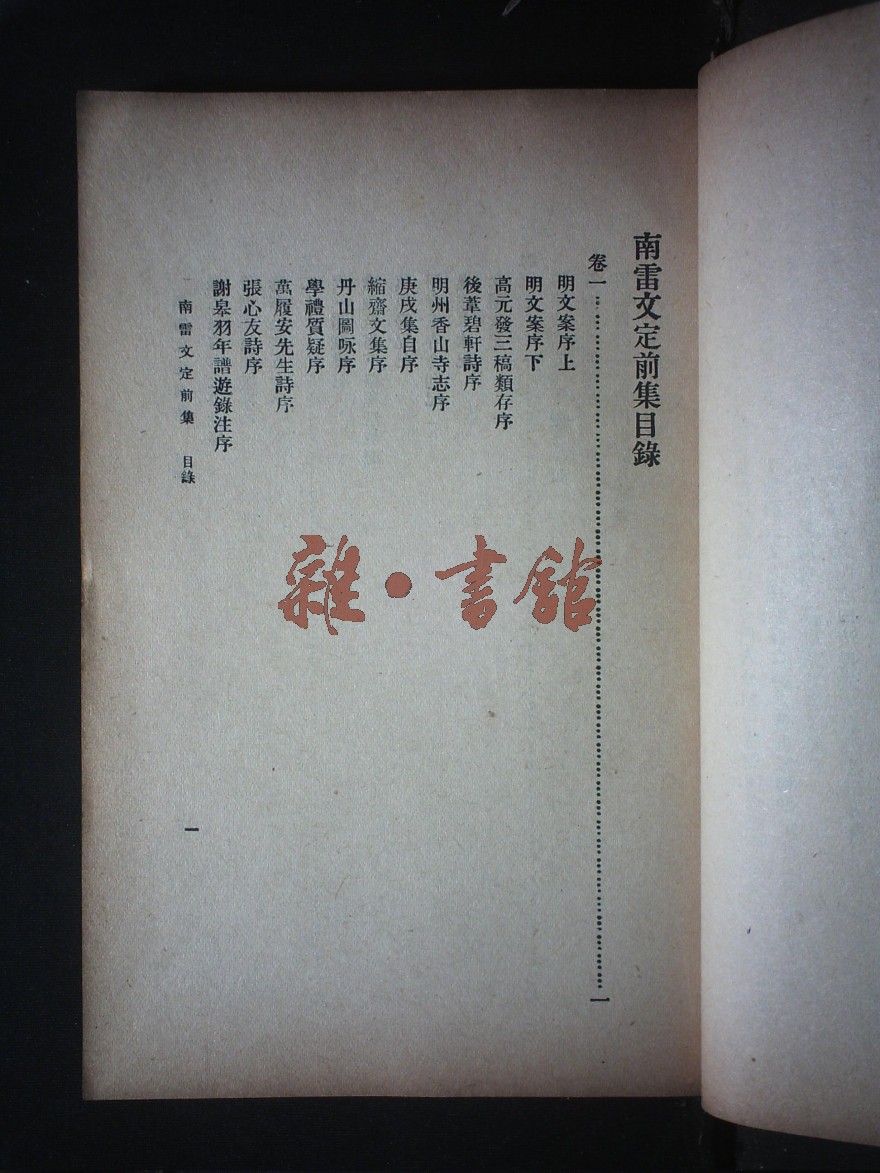 南雷文定前集目錄
卷一……………………………………一
明文案序上
明文案序下
高元發三稿類存序
後葦碧軒詩序
明州香山寺志序
庚戌集自序
縮齋文集序
丹山圖咏序
學禮質疑序
萬履安先生詩序
張心友詩序
謝皋羽年譜遊錄注序
南雷文定前集 目錄
一
雜·書館